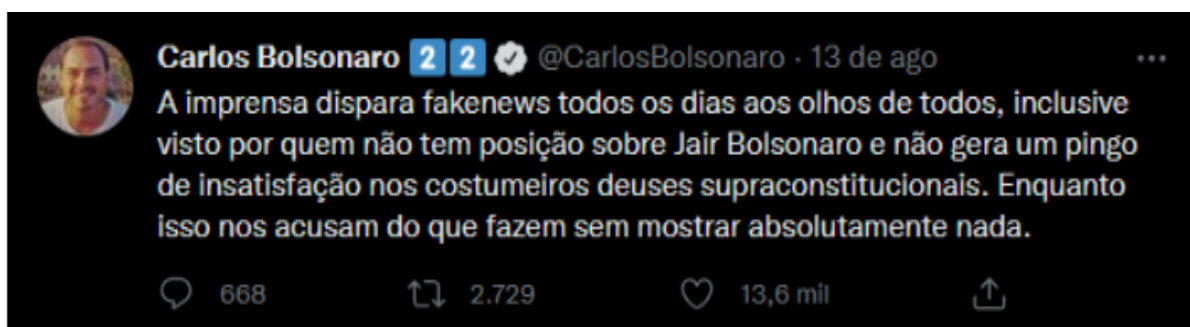 Carlos Bolsonaro 2️⃣ 2️⃣ @CarlosBolsonaro · 13 de ago
A imprensa dispara fakenews todos os dias aos olhos de todos, inclusive
visto por quem não tem posição sobre Jair Bolsonaro e não gera um pingo
de insatisfação nos costumeiros deuses supraconstitucionais. Enquanto
isso nos acusam do que fazem sem mostrar absolutamente nada.
668 2.729 13,6 mil